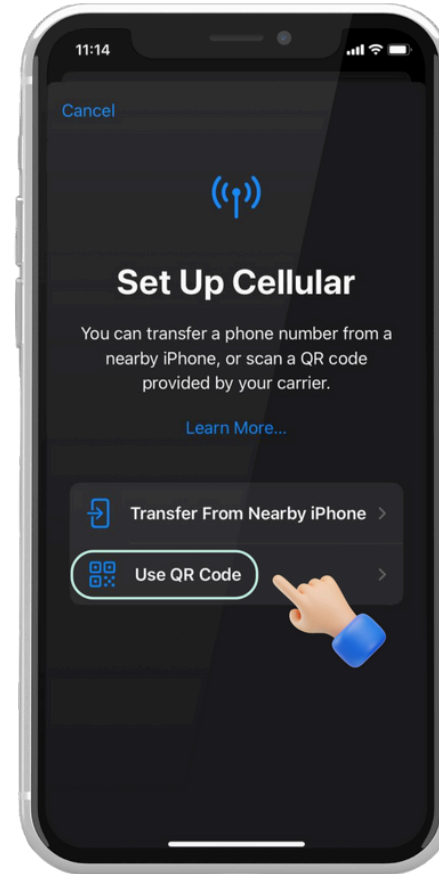 11:14
Cancel
Set Up Cellular
You can transfer a phone number from a
nearby iPhone, or scan a QR code
provided by your carrier.
Learn More...
Transfer From Nearby iPhone
Use QR Code